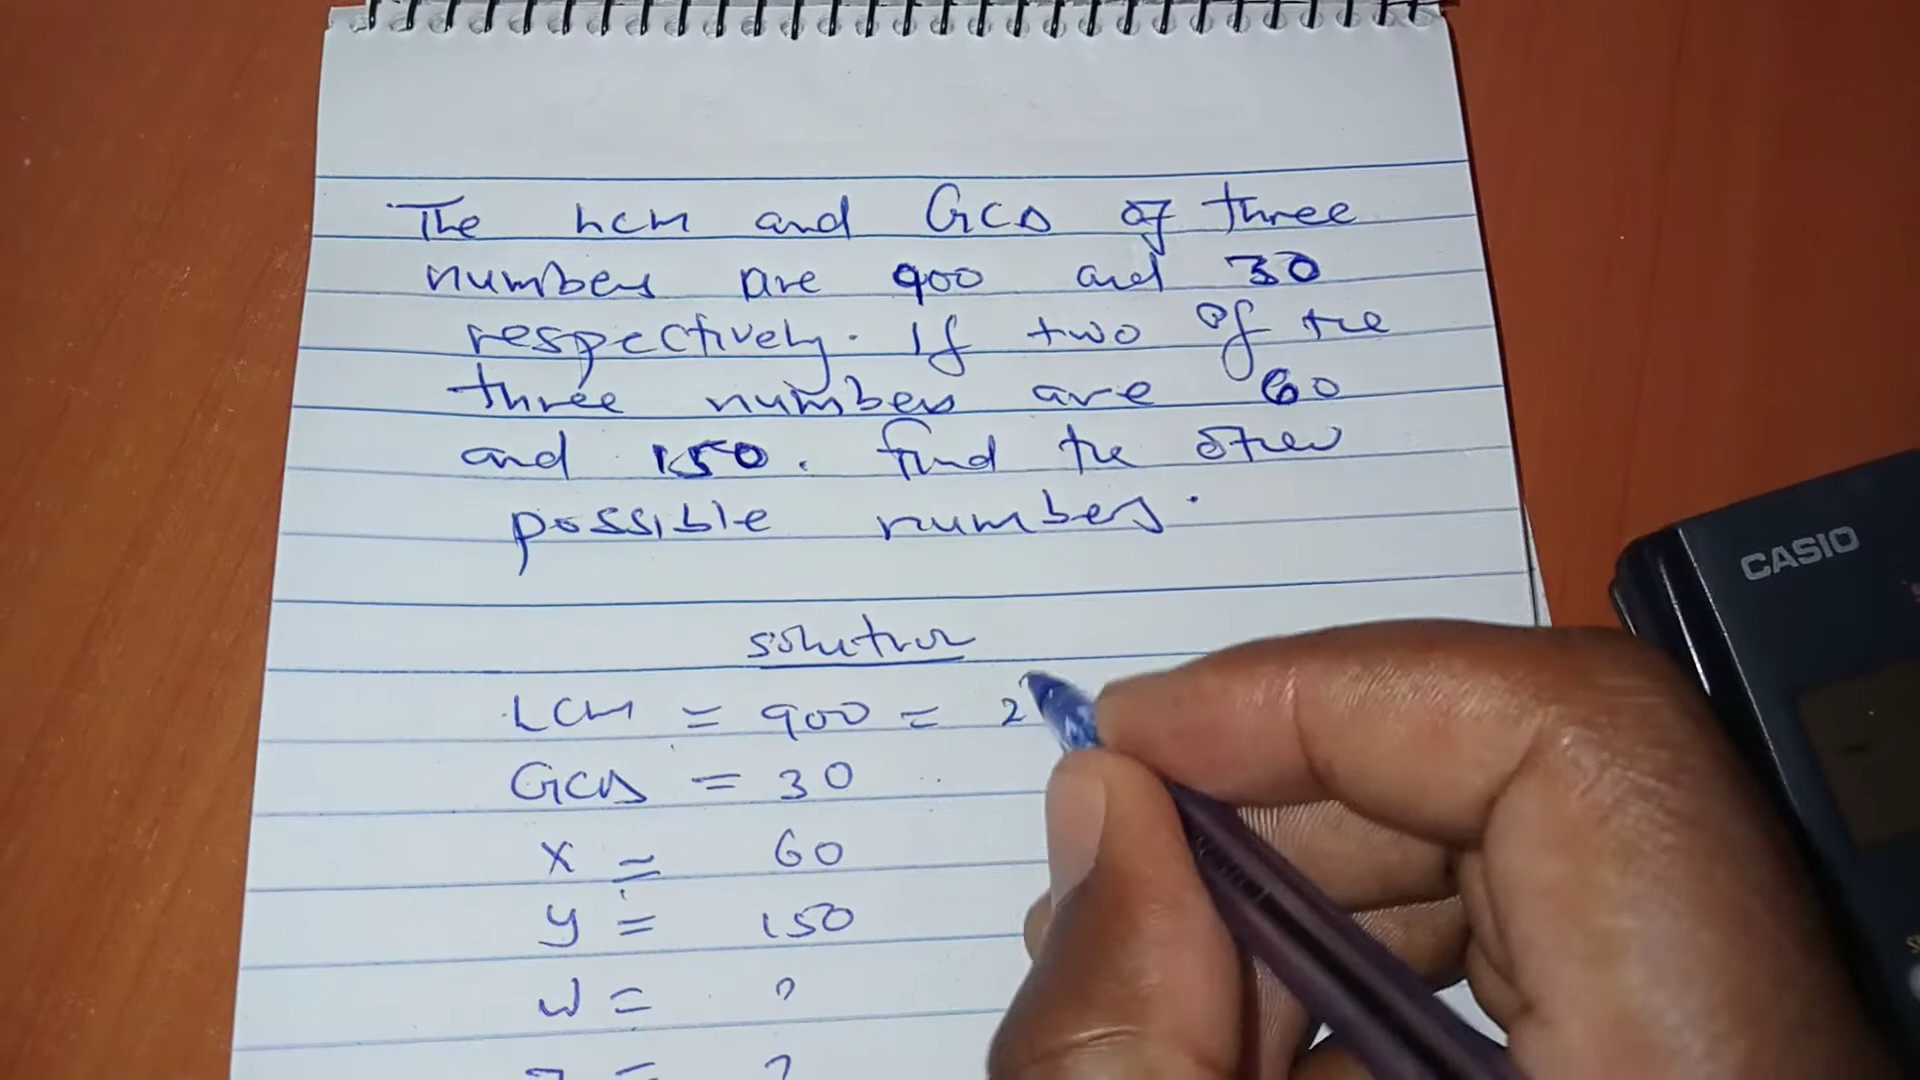 The LCM and GCD of three
numbers are 900 and 30
respectively. If two of the
three numbers are 60
and 150. find the other
possible numbers.
solution
LCM = 900 = 2
GCD = 30
x = 60
y = 150
w = ?
= ?
CASIO